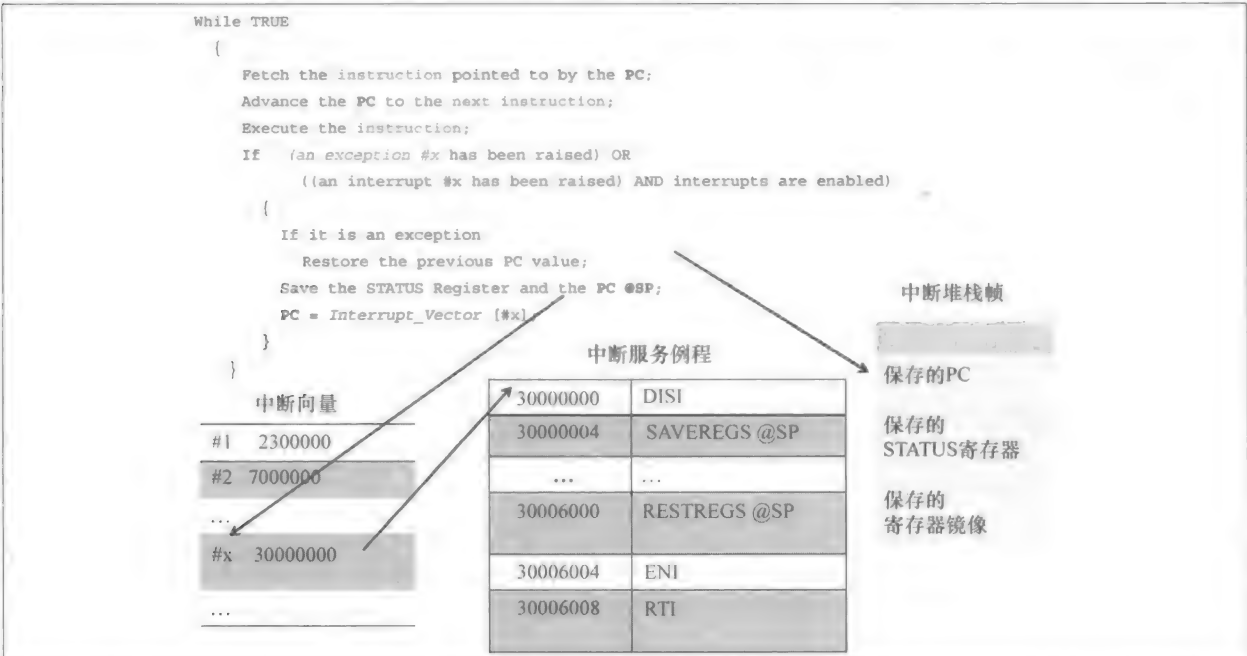 While TRUE
{
Fetch the instruction pointed to by the PC;
Advance the PC to the next instruction;
Execute the instruction;
If (an exception #x has been raised) OR
((an interrupt #x has been raised) AND interrupts are enabled)
{
If it is an exception
Restore the previous PC value;
Save the STATUS Register and the PC @SP;
PC = Interrupt_Vector [#x];
}
}
中断向量
#1 2300000
#2 7000000
...
#x 30000000
...
中断服务例程
30000000 DISI
30000004 SAVEREGS @SP
... ...
30006000 RESTREGS @SP
30006004 ENI
30006008 RTI
中断堆栈帧
保存的PC
保存的
STATUS寄存器
保存的
寄存器镜像